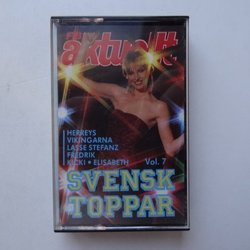 aktuellt
HERREYS
VIKINGARNA
LASSE STEFANZ
FREDRIK
KICKI • ELISABETH
Vol. 7
SVENSK
TOPPAR